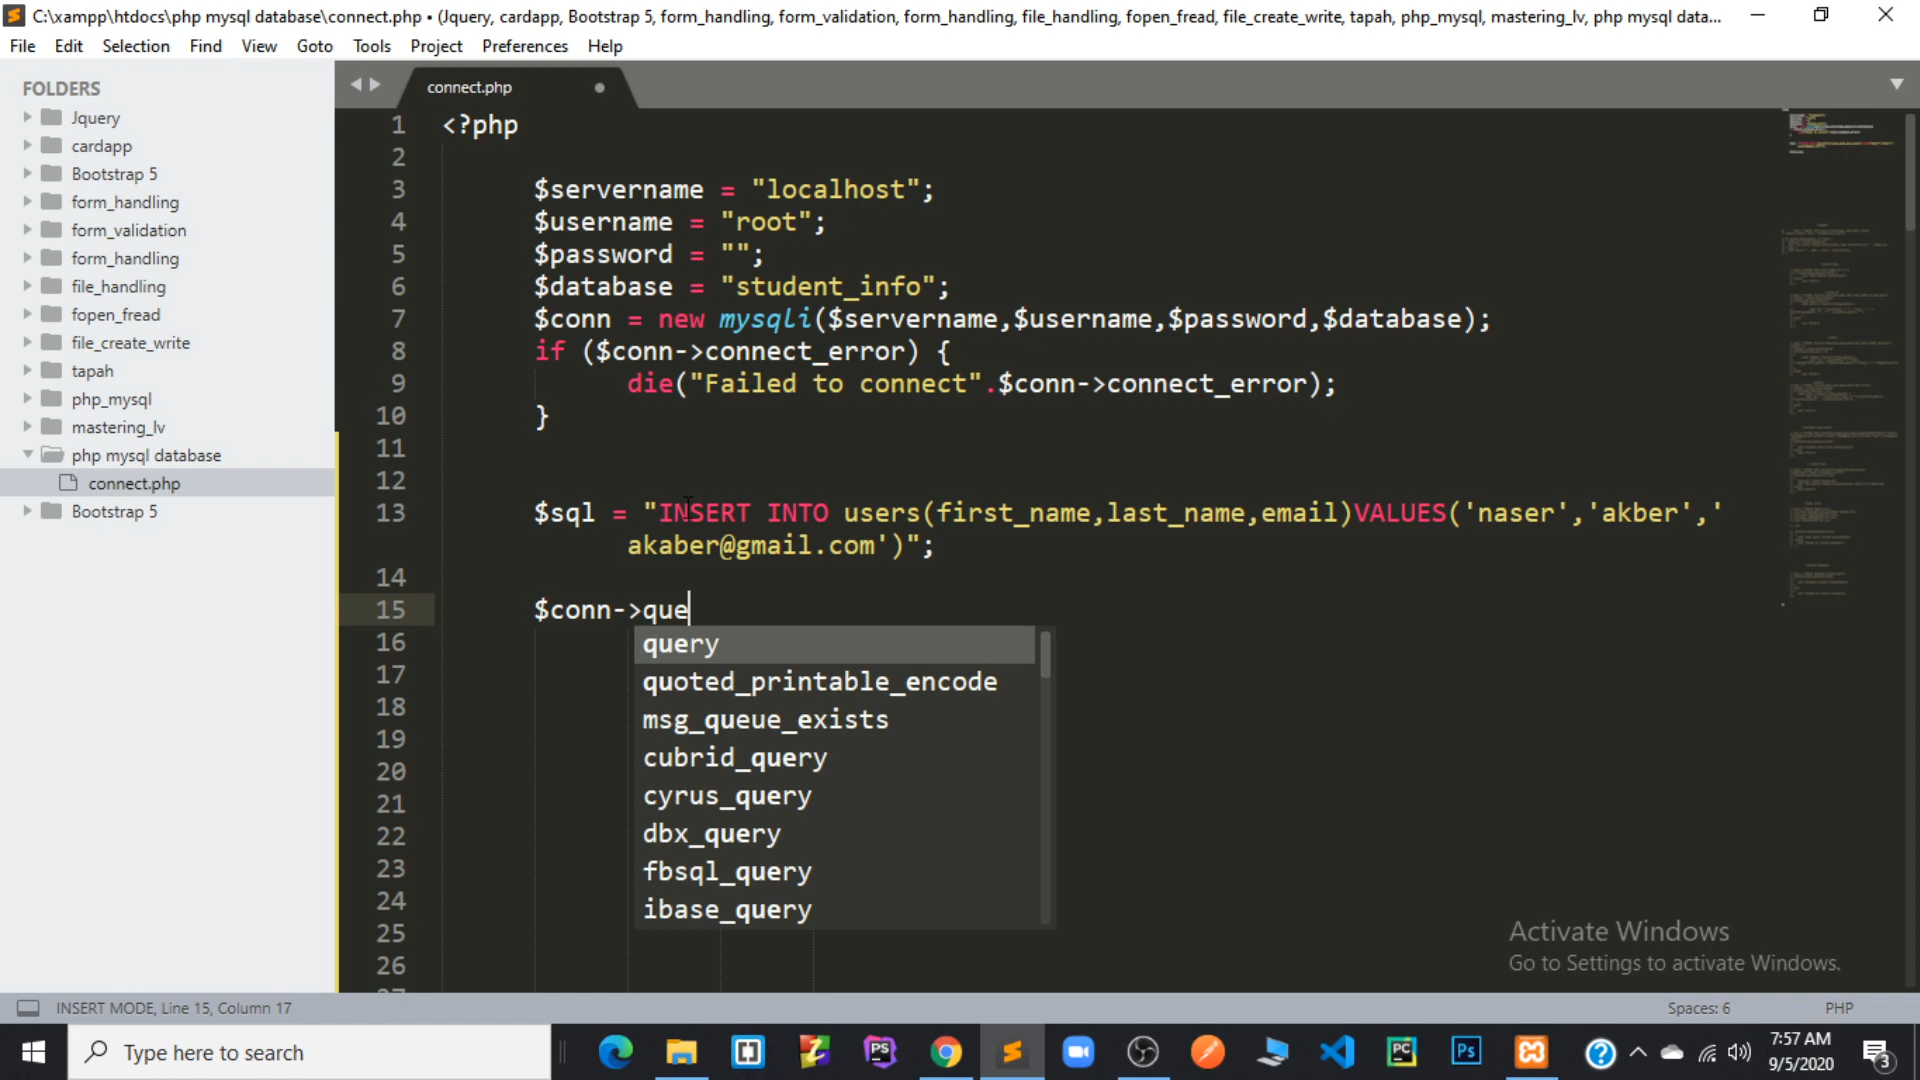 C:\xampp\htdocs\php mysql database\connect.php • (Jquery, cardapp, Bootstrap 5, form_handling, form_validation, form_handling, file_handling, fopen_fread, file_create_write, tapah, php_mysql, mastering_lv, php mysql data...
File Edit Selection Find View Goto Tools Project Preferences Help
FOLDERS
Jquery
cardapp
Bootstrap 5
form_handling
form_validation
form_handling
file_handling
fopen_fread
file_create_write
tapah
php_mysql
mastering_lv
php mysql database
connect.php
Bootstrap 5
connect.php
1 <?php
2
3 $servername = "localhost";
4 $username = "root";
5 $password = "";
6 $database = "student_info";
7 $conn = new mysqli($servername,$username,$password,$database);
8 if ($conn->connect_error) {
9 die("Failed to connect".$conn->connect_error);
10 }
11
12
13 $sql = "INSERT INTO users(first_name,last_name,email)VALUES('naser','akber','
akaber@gmail.com')";
14
15 $conn->que
16
17
18
19
20
21
22
23
24
25
26
query
quoted_printable_encode
msg_queue_exists
cubrid_query
cyrus_query
dbx_query
fbsql_query
ibase_query
Activate Windows
Go to Settings to activate Windows.
INSERT MODE, Line 15, Column 17
Spaces: 6
PHP
Type here to search
PS
PC
Ps
7:57 AM
9/5/2020
3